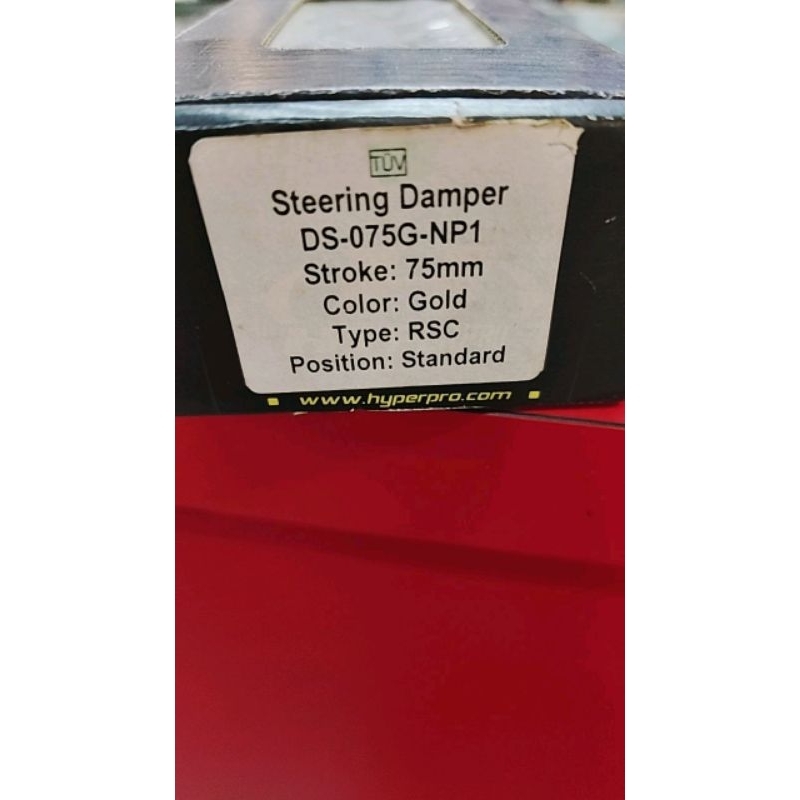 TÜV
Steering Damper
DS-075G-NP1
Stroke: 75mm
Color: Gold
Type: RSC
Position: Standard
www.hyperpro.com